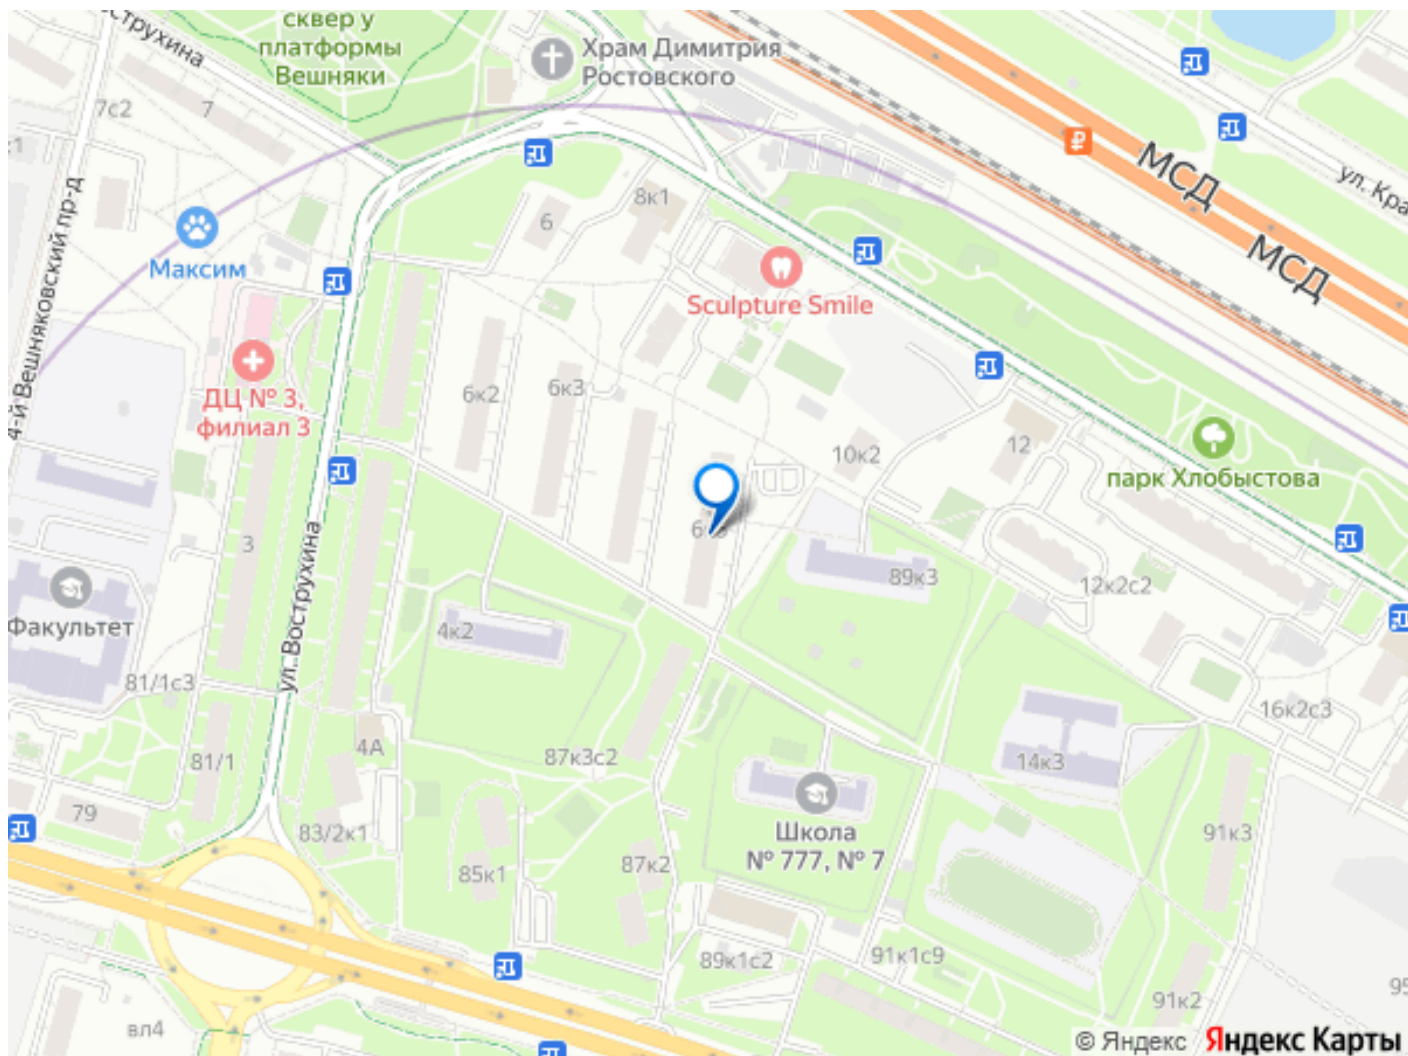 сквер у
платформы
Вешняки
Храм Димитрия
Ростовского
7с2
7
МСД
МСД
6
8к1
Максим
Sculpture Smile
4-й Вешняковский пр-д
ДЦ № 3,
филиал 3
6к2
6к3
10к2
12
парк Хлобыстова
3
ул. Вострухина
89к3
12к2с2
Факультет
4к2
81/1с3
16к2с3
81/1
4А
87к3с2
14к3
79
83/2к1
Школа
№ 777, № 7
91к3
85к1
87к2
89к1с2
91к1с9
91к2
вл4
© Яндекс Яндекс Карты